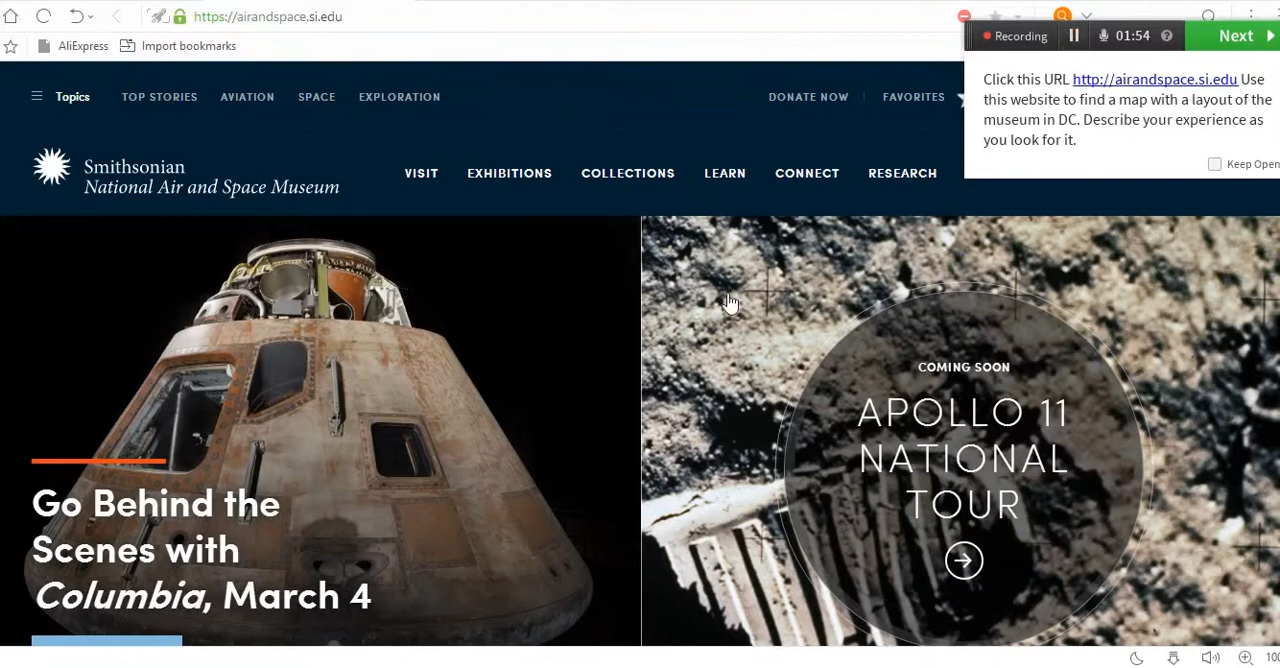 https://airandspace.si.edu
AliExpress
Import bookmarks
Recording
01:54
Next
Click this URL http://airandspace.si.edu Use
this website to find a map with a layout of the
museum in DC. Describe your experience as
you look for it.
Keep Open
Topics
TOP STORIES
AVIATION
SPACE
EXPLORATION
DONATE NOW
FAVORITES
Smithsonian
National Air and Space Museum
VISIT
EXHIBITIONS
COLLECTIONS
LEARN
CONNECT
RESEARCH
Go Behind the
Scenes with
Columbia, March 4
COMING SOON
APOLLO 11
NATIONAL
TOUR
100